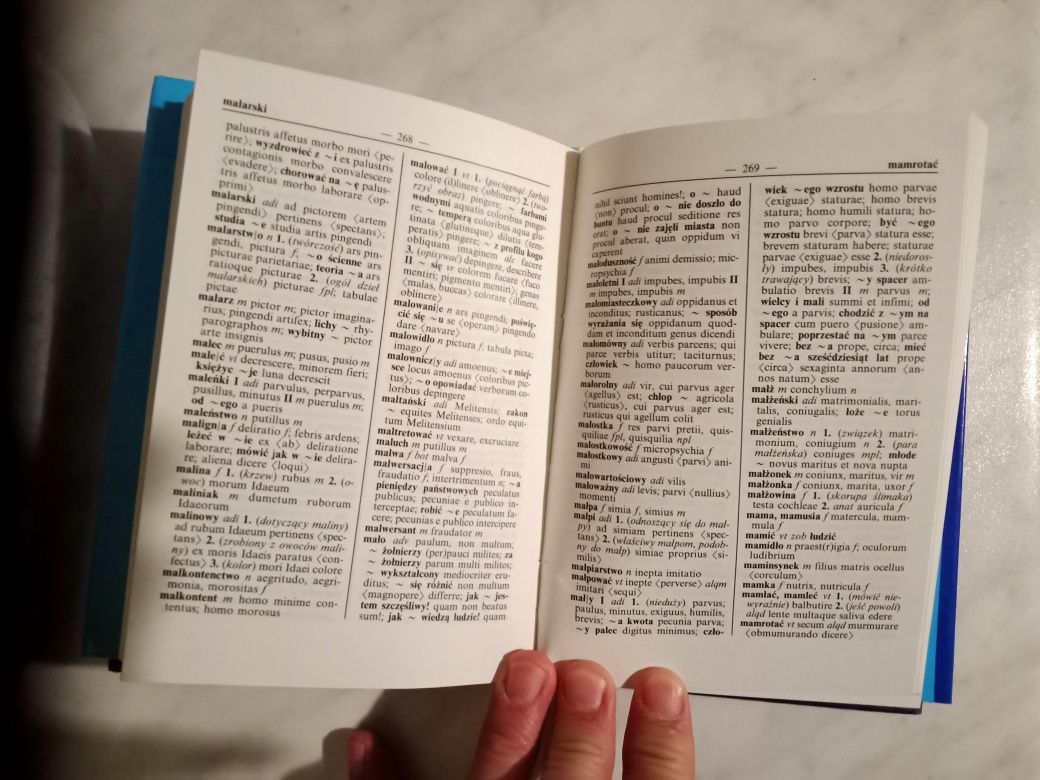 malarski
— 268 —
palustris affetus morbo mori ⟨pe-
rire⟩; wyzdrowieć z ~i ex palustris
contagionis morbo convalescere
⟨evadere⟩; chorować na ~ę palus-
tris affetus morbo laborare ⟨op-
primi⟩
malarski adi ad pictorem ⟨artem
pingendi⟩ pertinens ⟨spectans⟩;
studia ~e studia artis pingendi
malarstw|o n 1. (twórczość) ars pin-
gendi, pictura f; ~o ścienne ars
picturae parietariae; teoria ~a ars
ratioque picturae 2. (ogół dzieł
malarskich) picturae fpl; tabulae
pictae
malarz m pictor m; pictor imagina-
rius; pingendi artifex; lichy ~ rhy-
parographos m; wybitny ~ pictor
arte insignis
malec m puerulus m; pusus, pusio m
male|ć vi decrescere, minorem fieri;
księżyc ~je luna decrescit
maleńki I adi parvulus, perparvus,
pusillus, minutus II m puerulus m;
od ~ego a pueris
maleństwo n putillus m
malign|a f deliratio f; febris ardens;
leżeć w ~ie ex ⟨ab⟩ deliratione
laborare; mówić jak w ~ie delira-
re; aliena dicere ⟨loqui⟩
malina f 1. (krzew) rubus m 2. (o-
woc) morum Idaeum
maliniak m dumetum ruborum
Idaeorum
malinowy adi 1. (dotyczący maliny)
ad rubum Idaeum pertinens ⟨spec-
tans⟩ 2. (zrobiony z owoców mali-
ny) ex moris Idaeis paratus ⟨con-
fectus⟩ 3. (kolor) mori Idaei colore
malkontenctwo n aegritudo, aegri-
monia, morositas f
malkontent m homo minime con-
tentus; homo morosus
malować I vt 1. (pociągnąć farbą)
colore (il)linere ⟨oblinere⟩ 2. (two-
rzyć obraz) pingere; ~ farbami
wodnymi aquatis coloribus pinge-
re; ~ temperą coloribus aqua glu-
tinata ⟨glutineque⟩ dilutis ⟨tem-
peratis⟩ pingere; ~ z profilu kogo
obliquam imaginem alc facere
3. (opisywać) depingere, describere
II ~ się vr colorem fucare ⟨fuco
mentiri; pigmento mentiri⟩; genas
⟨malas, buccas⟩ colorare ⟨illinere,
oblinere⟩
malowani|e n ars pingendi; poświę-
cić się ~u se ⟨operam⟩ pingendo
dare ⟨navare⟩
malowidło n pictura f, tabula picta;
imago f
malownicz|y adi amoenus; ~e miej-
sce locus amoenus ⟨coloribus pic-
tus⟩; ~o opowiadać verborum co-
loribus depingere
maltański adi Melitensis; zakon
~ equites Melitenses; ordo equi-
tum Melitensium
maltretować vt vexare, excruciare
maluch m putillus m
malwa f bot malva f
malwersacj|a f suppresio, fraus,
fraudatio f; intertrimentum n; ~a
pieniędzy państwowych peculatus
publicus; pecuniae e publico in-
terceptae; robić ~e peculatum fa-
cere; pecunias e publico intercipere
malwersant m fraudator m
mało adv paulum, non multum;
~ żołnierzy (per)pauci milites; za
~ żołnierzy parum multi milites;
~ wykształcony mediocriter eru-
ditus; ~ się różnić non multum
⟨magnopere⟩ differre; jak ~ jes-
tem szczęśliwy! quam non beatus
sum!; jak ~ wiedzą ludzie! quam
— 269 —
mamrotać
nihil sciunt homines!; o ~ haud
⟨non⟩ procul; o ~ nie doszło do
buntu haud procul seditione res
erat; o ~ nie zajęli miasta non
procul aberat, quin oppidum vi
caperent
małoduszność f animi demissio; mic-
ropsychia f
małoletni I adi impubes, impubis II
m impubes, impubis m
małomiasteczkowy adi oppidanus et
inconditus; rusticanus; ~ sposób
wyrażania się oppidanum quod-
dam et inconditum genus dicendi
małomówny adi verbis parcens; qui
parce verbis utitur; taciturnus;
człowiek ~ homo paucorum ver-
borum
małorolny adi vir, cui parvus ager
⟨agellus⟩ est; chłop ~ agricola
⟨rusticus⟩, cui parvus ager est;
rusticus qui agellum colit
małostka f res parvi pretii, quis-
quiliae fpl, quisquilia npl
małostkowość f micropsychia f
małostkowy adi angusti ⟨parvi⟩ ani-
mi
małowartościowy adi vilis
małoważny adi levis; parvi ⟨nullius⟩
momenti
małpa f simia f, simius m
małpi adi 1. (odnoszący się do mał-
py) ad simiam pertinens ⟨spec-
tans⟩ 2. (właściwy małpom, podob-
ny do małp) simiae proprius ⟨si-
milis⟩
małpiarstwo n inepta imitatio
małpować vt inepte ⟨perverse⟩ alqm
imitari ⟨sequi⟩
mał|y I adi 1. (nieduży) parvus;
paulus, minutus, exiguus, humilis,
brevis; ~a kwota pecunia parva;
~y palec digitus minimus; czło-
wiek ~ego wzrostu homo parvae
⟨exiguae⟩ staturae; homo brevis
statura; homo humili statura; ho-
mo parvo corpore; być ~ego
wzrostu brevi ⟨parva⟩ statura esse;
brevem staturam habere; staturae
parvae ⟨exiguae⟩ esse 2. (niedoros-
ły) impubes, impubis 3. (krótko
trwający) brevis; ~y spacer am-
bulatio brevis II m parvus m;
wielcy i mali summi et infimi; od
~ego a parvis; chodzić z ~ym na
spacer cum puero ⟨pusione⟩ am-
bulare; poprzestać na ~ym parce
vivere; bez ~a prope, circa; mieć
bez ~a sześćdziesiąt lat prope
⟨circa⟩ sexaginta annorum ⟨an-
nos natum⟩ esse
małż m conchylium n
małżeński adi matrimonialis, mari-
talis, coniugalis; łoże ~e torus
genialis
małżeństwo n 1. (związek) matri-
monium, coniugium n 2. (para
małżeńska) coniuges mpl; młode
~ novus maritus et nova nupta
małżonek m coniunx, maritus, vir m
małżonka f coniunx, marita, uxor f
małżowina f 1. (skorupa ślimaka)
testa cochleae 2. anat auricula f
mama, mamusia f matercula, mam-
mula f
mamić vt zob łudzić
mamidło n praest(r)igia f; oculorum
ludibrium
maminsynek m filius matris ocellus
⟨corculum⟩
mamka f nutrix, nutricula f
mamlać, mamleć vt 1. (mówić nie-
wyraźnie) balbutire 2. (jeść powoli)
alqd lente multaque saliva edere
mamrotać vt secum alqd murmurare
⟨obmumurando dicere⟩